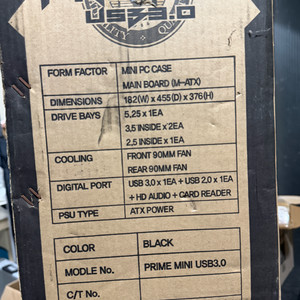 USB3.0
FORM FACTOR MINI PC CASE
MAIN BOARD (M-ATX)
DIMENSIONS 182(W) x 455(D) x 376(H)
DRIVE BAYS 5.25 x 1EA
3.5 INSIDE x 2EA
2.5 INSIDE x 1EA
COOLING FRONT 90MM FAN
REAR 90MM FAN
DIGITAL PORT USB 3.0 x 1EA + USB 2.0 x 1EA
+ HD AUDIO + CARD READER
PSU TYPE ATX POWER
COLOR BLACK
MODLE No. PRIME MINI USB3.0
C/T No.